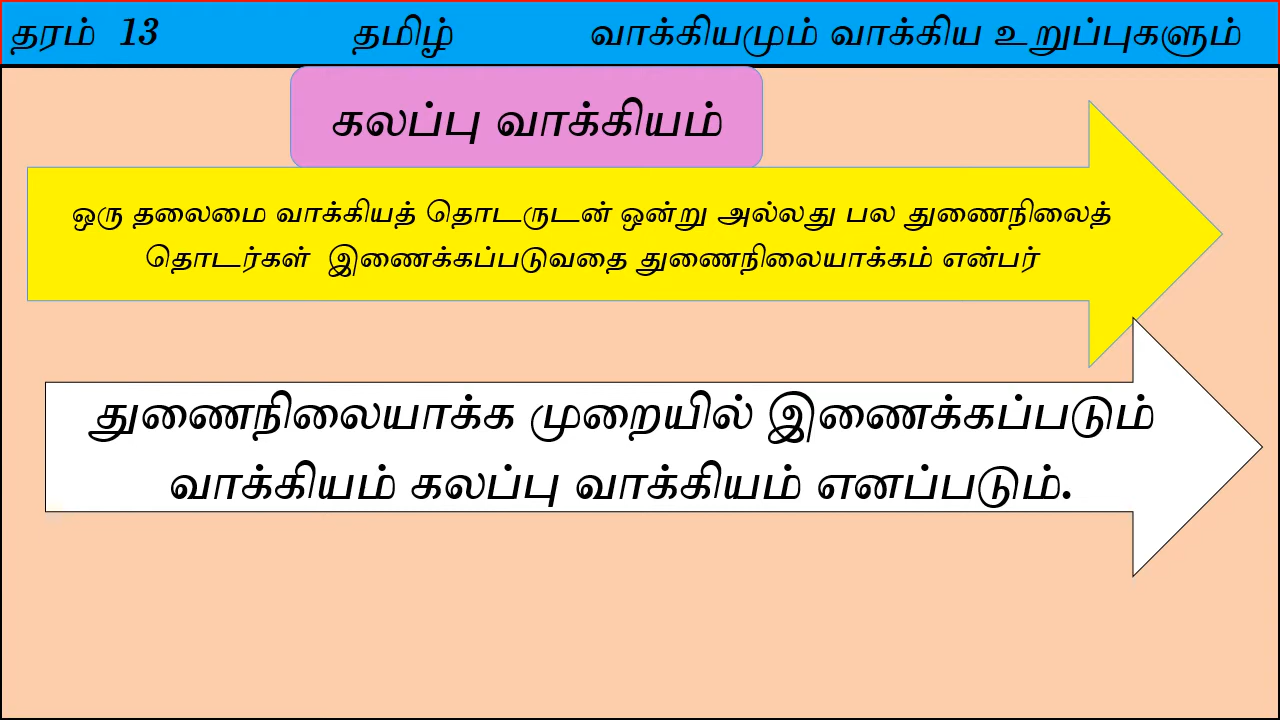 தரம் 13 தமிழ் வாக்கியமும் வாக்கிய உறுப்புகளும்
கலப்பு வாக்கியம்
ஒரு தலைமை வாக்கியத் தொடருடன் ஒன்று அல்லது பல துணைநிலைத்
தொடர்கள் இணைக்கப்படுவதை துணைநிலையாக்கம் என்பர்
துணைநிலையாக்க முறையில் இணைக்கப்படும்
வாக்கியம் கலப்பு வாக்கியம் எனப்படும்.